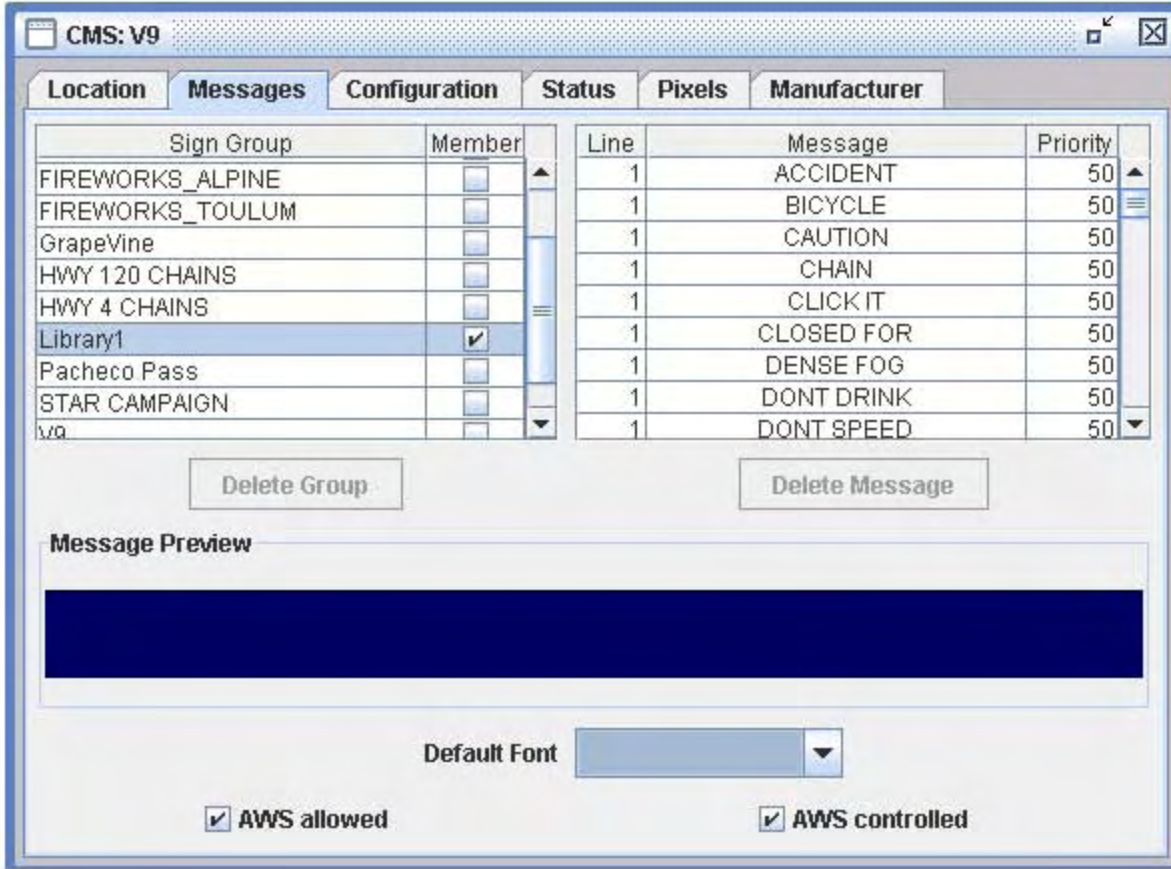 CMS: V9
Location Messages Configuration Status Pixels Manufacturer
Sign Group Member
FIREWORKS_ALPINE
FIREWORKS_TOULUM
GrapeVine
HWY 120 CHAINS
HWY 4 CHAINS
Library1
Pacheco Pass
STAR CAMPAIGN
V9
Line Message Priority
1 ACCIDENT 50
1 BICYCLE 50
1 CAUTION 50
1 CHAIN 50
1 CLICK IT 50
1 CLOSED FOR 50
1 DENSE FOG 50
1 DONT DRINK 50
1 DONT SPEED 50
Delete Group
Delete Message
Message Preview
Default Font
AWS allowed
AWS controlled